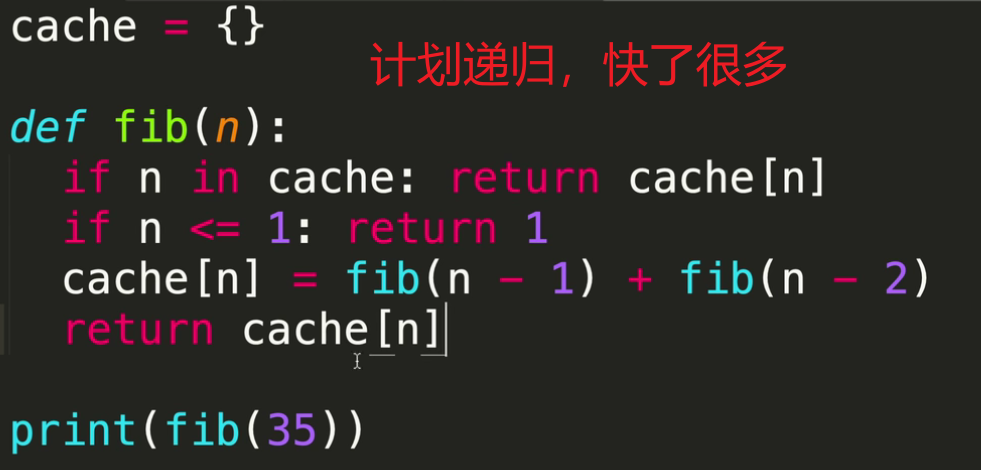 cache = {}
计划递归，快了很多
def fib(n):
  if n in cache: return cache[n]
  if n <= 1: return 1
  cache[n] = fib(n - 1) + fib(n - 2)
  return cache[n]
print(fib(35))